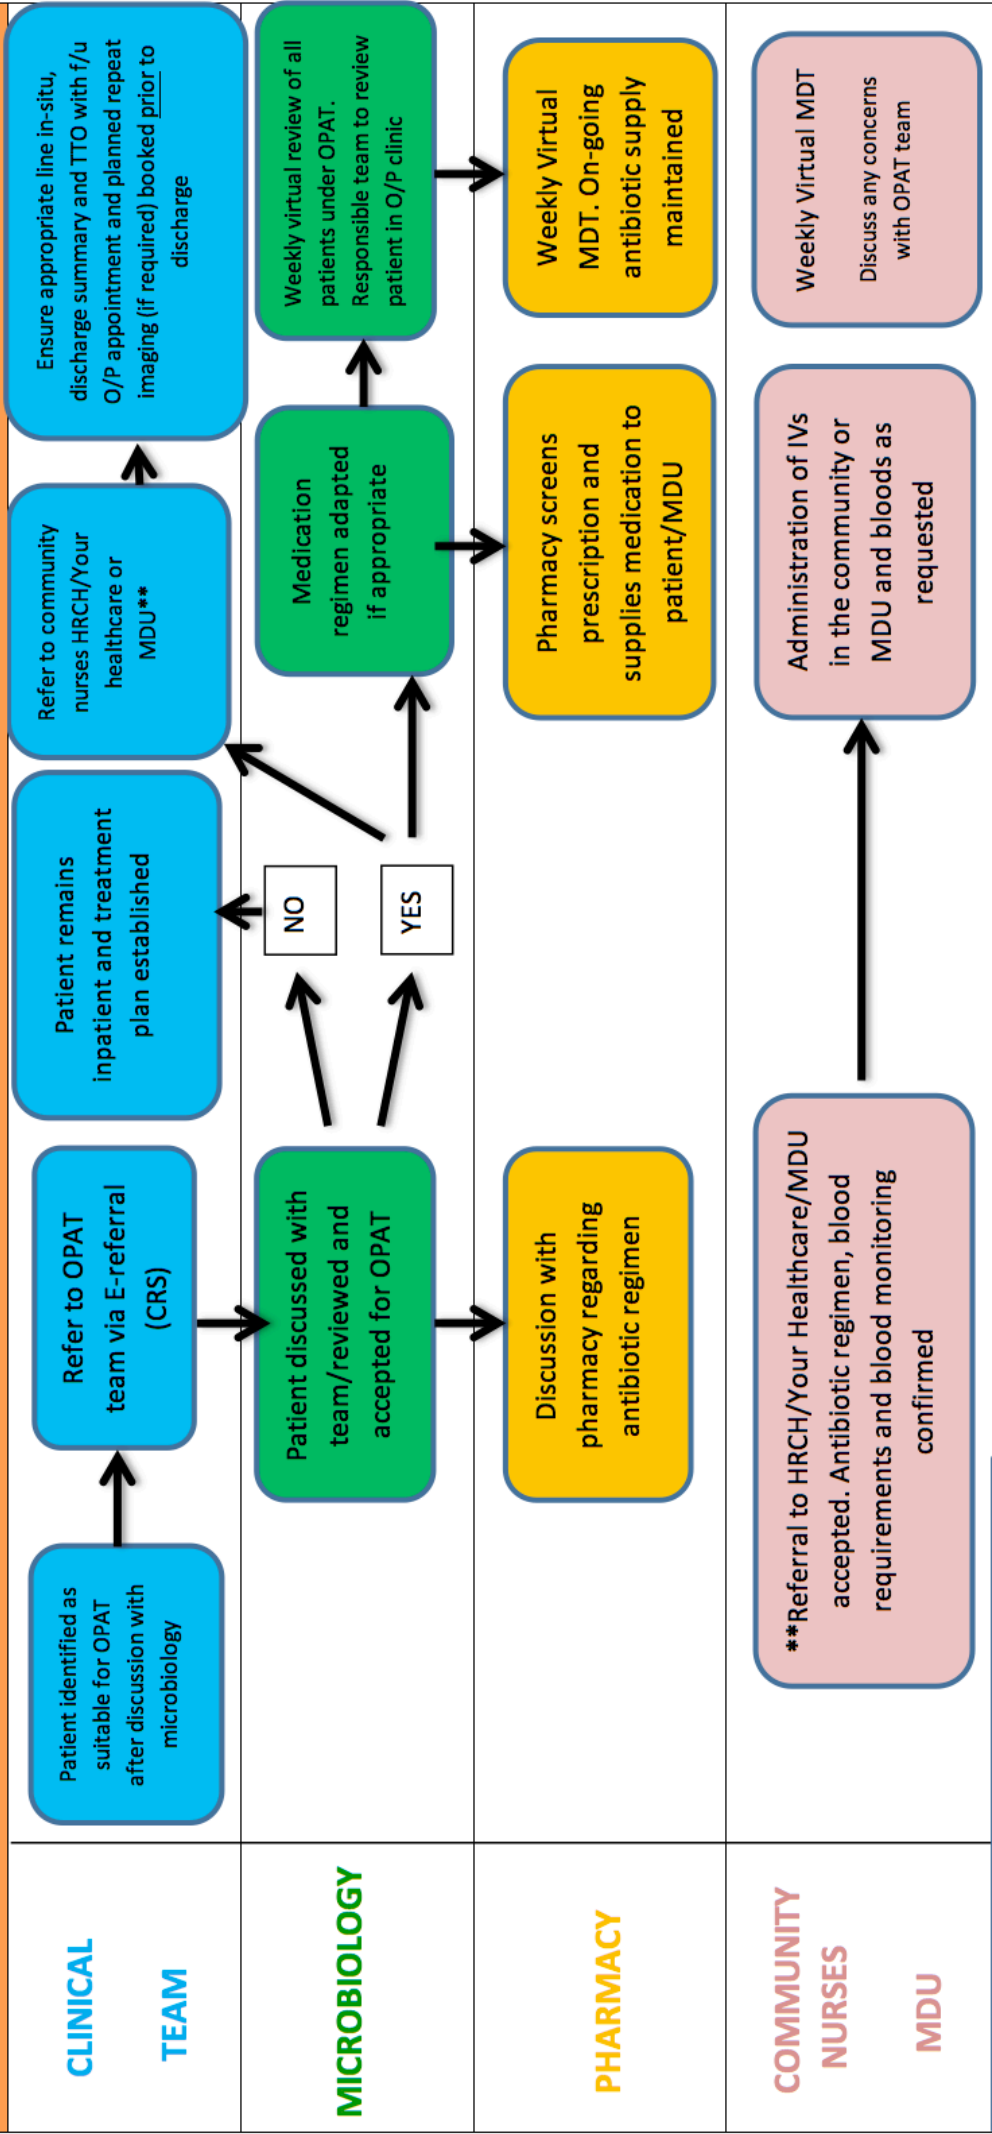 CLINICAL
TEAM
Patient identified as
suitable for OPAT
after discussion with
microbiology
Refer to OPAT
team via E-referral
(CRS)
Patient remains
inpatient and treatment
plan established
Refer to community
nurses HRCH/Your
healthcare or
MDU**
Ensure appropriate line in-situ,
discharge summary and TTO with f/u
O/P appointment and planned repeat
imaging (if required) booked prior to
discharge
MICROBIOLOGY
Patient discussed with
team/reviewed and
accepted for OPAT
NO
YES
Medication
regimen adapted
if appropriate
Weekly virtual review of all
patients under OPAT.
Responsible team to review
patient in O/P clinic
PHARMACY
Discussion with
pharmacy regarding
antibiotic regimen
Pharmacy screens
prescription and
supplies medication to
patient/MDU
Weekly Virtual
MDT. On-going
antibiotic supply
maintained
COMMUNITY
NURSES
MDU
**Referral to HRCH/Your Healthcare/MDU
accepted. Antibiotic regimen, blood
requirements and blood monitoring
confirmed
Administration of IVs
in the community or
MDU and bloods as
requested
Weekly Virtual MDT
Discuss any concerns
with OPAT team